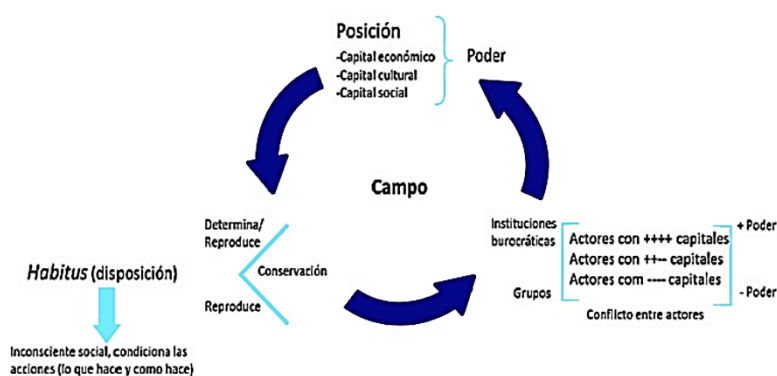 Posición
-Capital económico
-Capital cultural
-Capital social
Poder
Campo
Determina/
Reproduce
Habitus (disposición)
Conservación
Reproduce
Inconsciente social, condiciona las
acciones (lo que hace y como hace)
Instituciones
burocráticas
Grupos
Actores con ++++ capitales
Actores con ++-- capitales
Actores com ---- capitales
Conflicto entre actores
+ Poder
- Poder